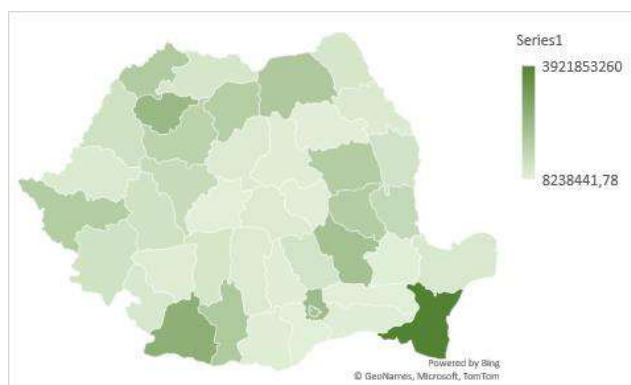 Series1
3921853260
8238441,78
Powered by Bing
© GeoNames, Microsoft, TomTom